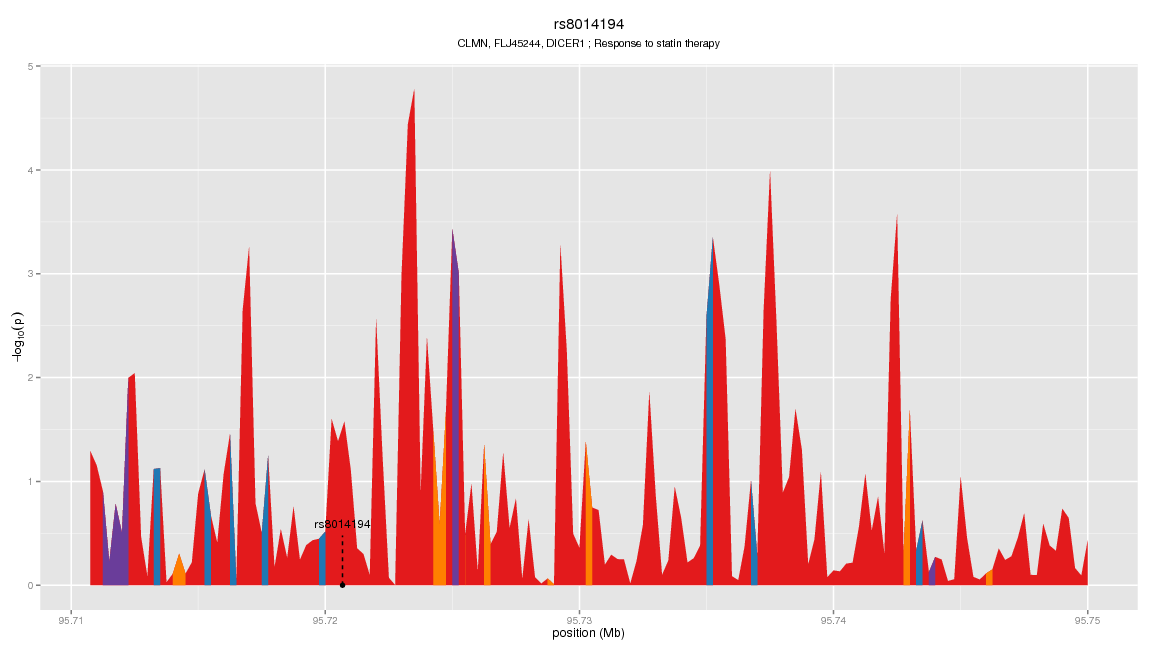 rs8014194
CLMN, FLJ45244, DICER1 ; Response to statin therapy
5
4
3
2
1
0
−log10(p)
rs8014194
95.71 95.72 95.73 95.74 95.75
position (Mb)